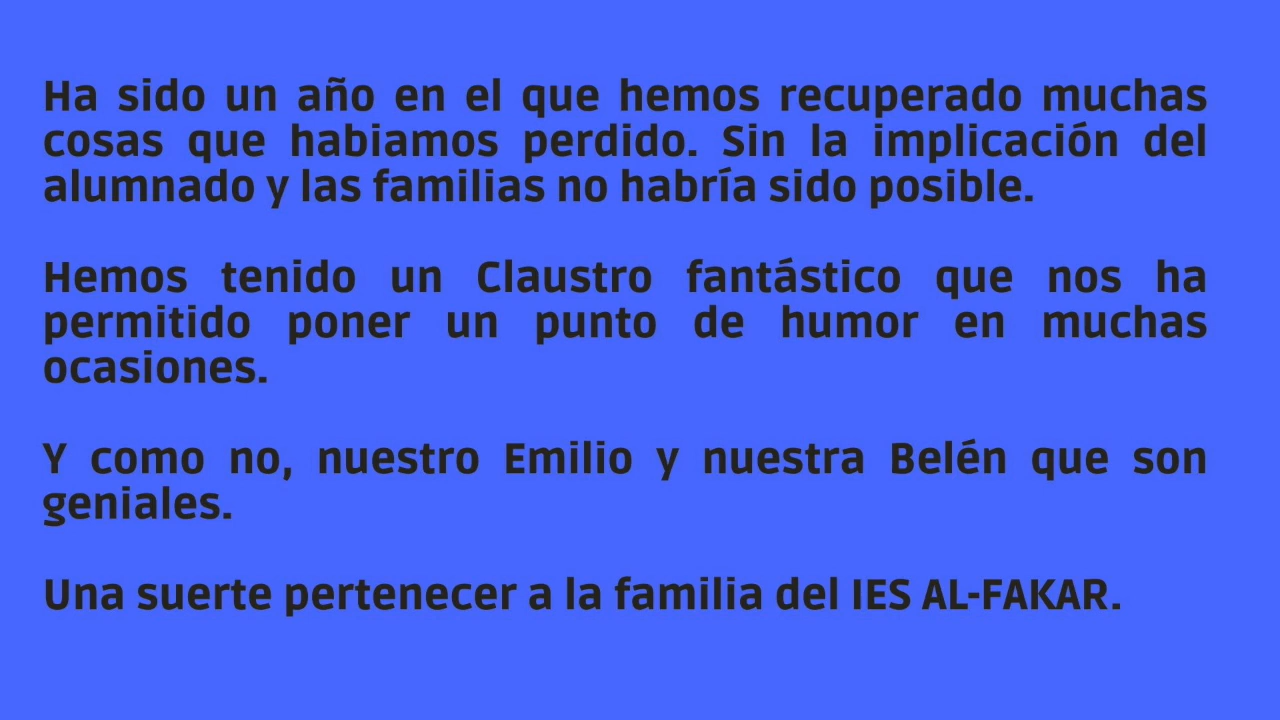 Ha sido un año en el que hemos recuperado muchas
cosas que habiamos perdido. Sin la implicación del
alumnado y las familias no habría sido posible.
Hemos tenido un Claustro fantástico que nos ha
permitido poner un punto de humor en muchas
ocasiones.
Y como no, nuestro Emilio y nuestra Belén que son
geniales.
Una suerte pertenecer a la familia del IES AL-FAKAR.